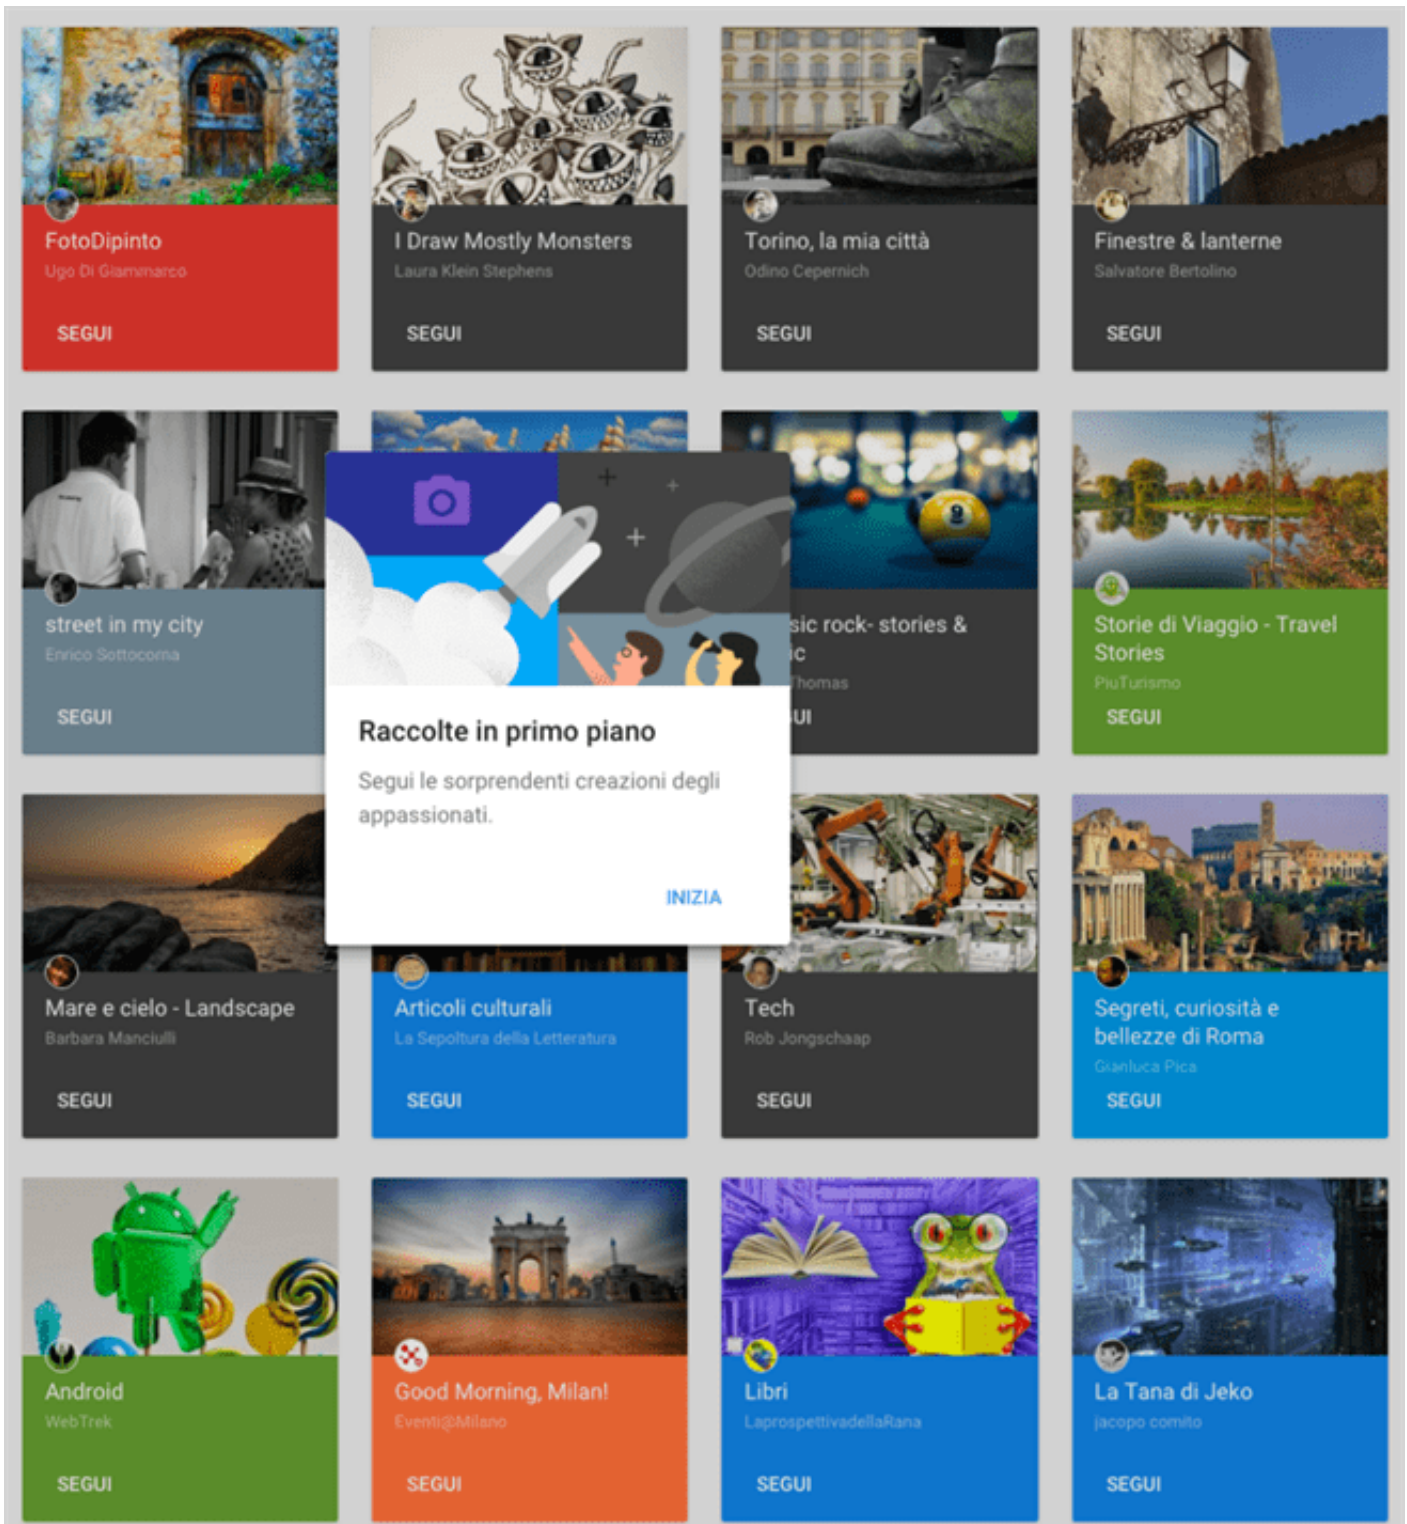 FotoDipinto
Ugo Di Giammarco
SEGUI
I Draw Mostly Monsters
Laura Klein Stephens
SEGUI
Torino, la mia città
Odino Cepernich
SEGUI
Finestre & lanterne
Salvatore Bertolino
SEGUI
street in my city
Enrico Sottocorna
SEGUI
Raccolte in primo piano
Segui le sorprendenti creazioni degli
appassionati.
INIZIA
8
rock- stories &
Thomas
Storie di Viaggio - Travel
Stories
PiuTurismo
SEGUI
Mare e cielo - Landscape
Barbara Manciulli
SEGUI
Articoli culturali
La Sepoltura della Letteratura
SEGUI
Tech
Rob Jongschaap
SEGUI
Segreti, curiosità e
bellezze di Roma
Gianluca Pica
SEGUI
Android
WebTrek
SEGUI
Good Morning, Milan!
Eventi@Milano
SEGUI
Libri
LaprospettivadellaRana
SEGUI
La Tana di Jeko
jacopo comito
SEGUI